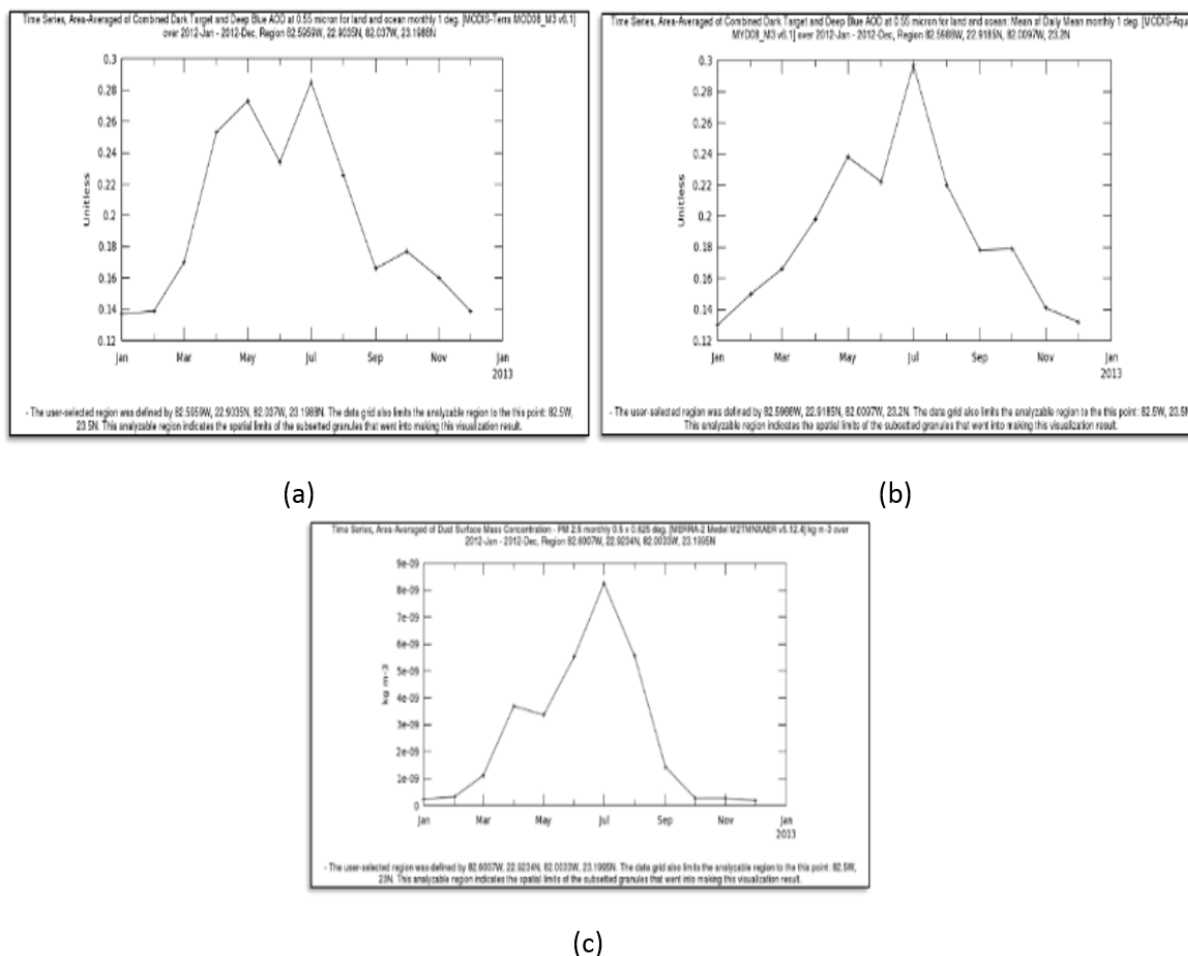 Time Series, Area-Averaged of Combined Dark Target and Deep Blue AOD at 0.55 micron for land and ocean monthly 1 deg. [MODIS-Terra MOD08_M3 v6.1]
over 2012-Jan - 2012-Dec, Region 82.5959W, 22.9035N, 82.037W, 23.1988N
0.3
0.28
0.26
0.24
0.22
0.2
0.18
0.16
0.14
0.12
Unitless
Jan Mar May Jul Sep Nov Jan
2013
- The user-selected region was defined by 82.5959W, 22.9035N, 82.037W, 23.1988N. The data grid also limits the analyzable region to the this point: 82.5W,
23.5N. This analyzable region indicates the spatial limits of the subsetted granules that went into making this visualization result.
(a)
Time Series, Area-Averaged of Combined Dark Target and Deep Blue AOD at 0.55 micron for land and ocean: Mean of Daily Mean monthly 1 deg. [MODIS-Aqu
MYD08_M3 v6.1] over 2012-Jan - 2012-Dec, Region 82.5988W, 22.9185N, 82.0097W, 23.2N
0.3
0.28
0.26
0.24
0.22
0.2
0.18
0.16
0.14
0.12
Unitless
Jan Mar May Jul Sep Nov Jan
2013
- The user-selected region was defined by 82.5988W, 22.9185N, 82.0097W, 23.2N. The data grid also limits the analyzable region to the this point: 82.5W, 23.5N
This analyzable region indicates the spatial limits of the subsetted granules that went into making this visualization result.
(b)
Time Series, Area-Averaged of Dust Surface Mass Concentration - PM 2.5 monthly 0.5 x 0.625 deg. [MERRA-2 Model M2TMNXAER v5.12.4] kg m-3 over
2012-Jan - 2012-Dec, Region 82.6007W, 22.9234N, 82.0033W, 23.1995N
9e-09
8e-09
7e-09
6e-09
5e-09
4e-09
3e-09
2e-09
1e-09
0
kg m-3
Jan Mar May Jul Sep Nov Jan
2013
- The user-selected region was defined by 82.6007W, 22.9234N, 82.0033W, 23.1995N. The data grid also limits the analyzable region to the this point: 82.5W,
23N. This analyzable region indicates the spatial limits of the subsetted granules that went into making this visualization result.
(c)